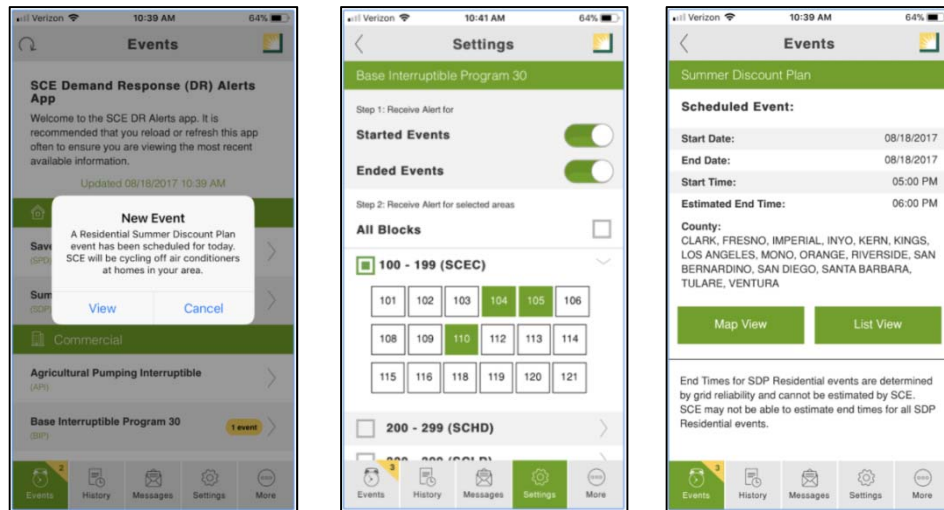 Verizon 10:39 AM 64%
Events
SCE Demand Response (DR) Alerts
App
Welcome to the SCE DR Alerts app. It is
recommended that you reload or refresh this app
often to ensure you are viewing the most recent
available information.
Updated 08/18/2017 10:39 AM
New Event
A Residential Summer Discount Plan
event has been scheduled for today.
SCE will be cycling off air conditioners
at homes in your area.
View Cancel
Save
(SPD)
Sum
(SDP)
Commercial
Agricultural Pumping Interruptible
(API)
Base Interruptible Program 30
(BIP)
1 event
2
Events History Messages Settings More
Verizon 10:41 AM 64%
Settings
Base Interruptible Program 30
Step 1: Receive Alert for
Started Events
Ended Events
Step 2: Receive Alert for selected areas
All Blocks
100 - 199 (SCEC)
101 102 103 104 105 106
108 109 110 112 113 114
115 116 118 119 120 121
200 - 299 (SCHD)
3
Events History Messages Settings More
Verizon 10:39 AM 64%
Events
Summer Discount Plan
Scheduled Event:
Start Date: 08/18/2017
End Date: 08/18/2017
Start Time: 05:00 PM
Estimated End Time: 06:00 PM
County:
CLARK, FRESNO, IMPERIAL, INYO, KERN, KINGS,
LOS ANGELES, MONO, ORANGE, RIVERSIDE, SAN
BERNARDINO, SAN DIEGO, SANTA BARBARA,
TULARE, VENTURA
Map View List View
End Times for SDP Residential events are determined
by grid reliability and cannot be estimated by SCE.
SCE may not be able to estimate end times for all SDP
Residential events.
3
Events History Messages Settings More